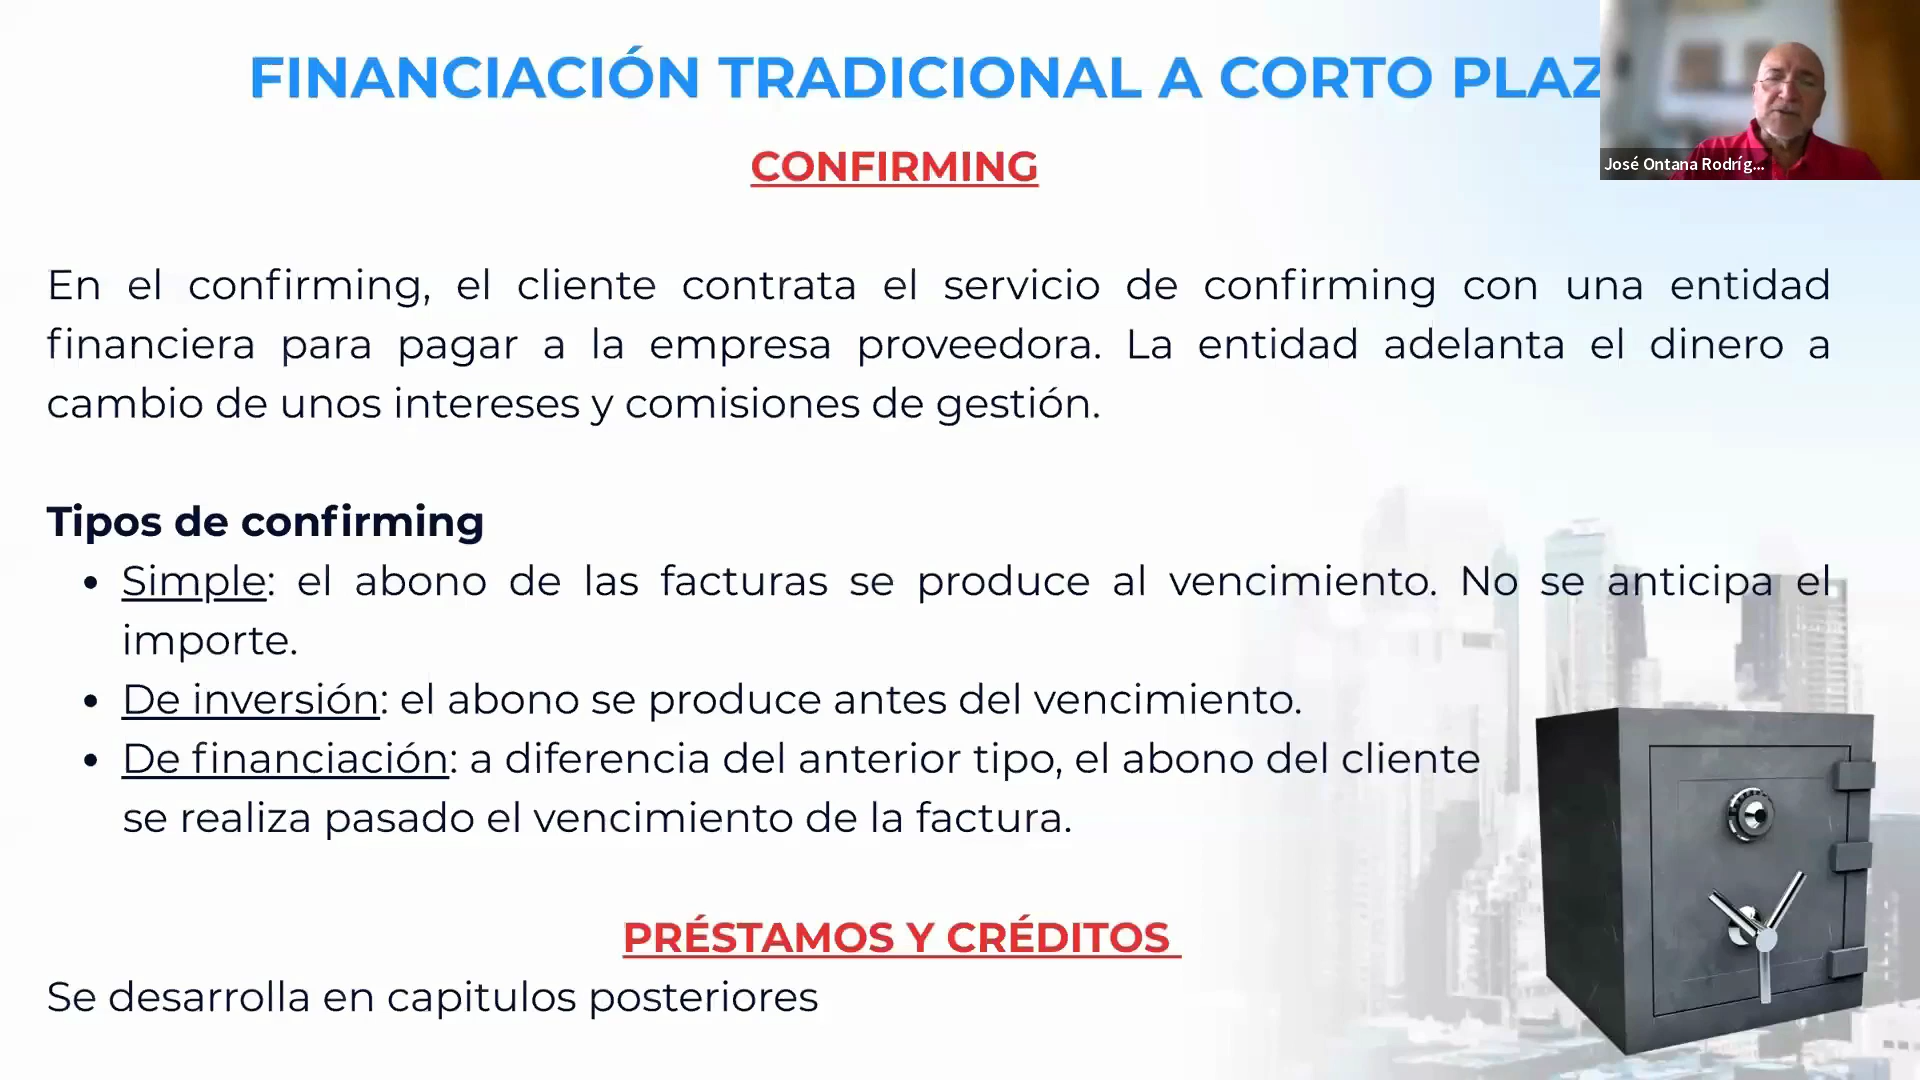 FINANCIACIÓN TRADICIONAL A CORTO PLAZ
José Ontana Rodríg...
CONFIRMING
En el confirming, el cliente contrata el servicio de confirming con una entidad
financiera para pagar a la empresa proveedora. La entidad adelanta el dinero a
cambio de unos intereses y comisiones de gestión.
Tipos de confirming
• Simple: el abono de las facturas se produce al vencimiento. No se anticipa el
importe.
• De inversión: el abono se produce antes del vencimiento.
• De financiación: a diferencia del anterior tipo, el abono del cliente
se realiza pasado el vencimiento de la factura.
PRÉSTAMOS Y CRÉDITOS
Se desarrolla en capitulos posteriores